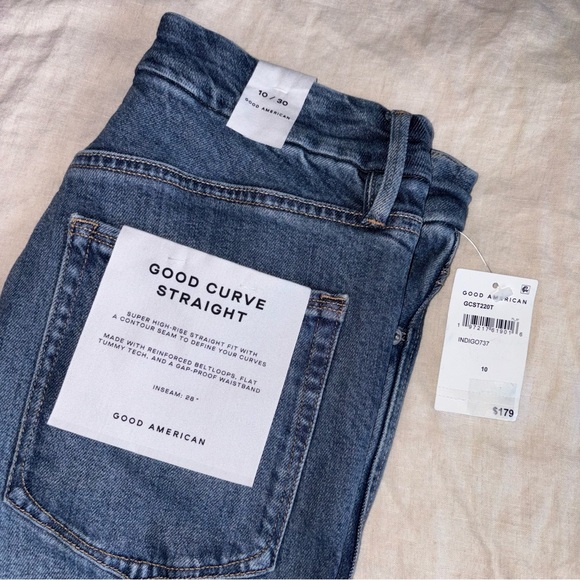 10 / 30
GOOD AMERICAN
GOOD CURVE
STRAIGHT
SUPER HIGH-RISE STRAIGHT FIT WITH
A CONTOUR SEAM TO DEFINE YOUR CURVES
MADE WITH REINFORCED BELTLOOPS, FLAT
TUMMY TECH, AND A GAP-PROOF WAISTBAND
INSEAM: 28"
GOOD AMERICAN
GOOD AMERICAN
GCST220T
INDIGO737
10
$179